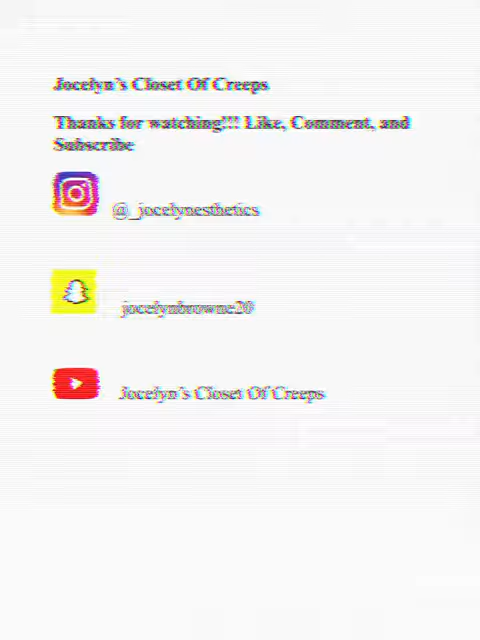 Jocelyn's Closet Of Creeps
Thanks for watching!!! Like, Comment, and
Subscribe
@_jocelynesthetics
jocelynbrowne20
Jocelyn's Closet Of Creeps